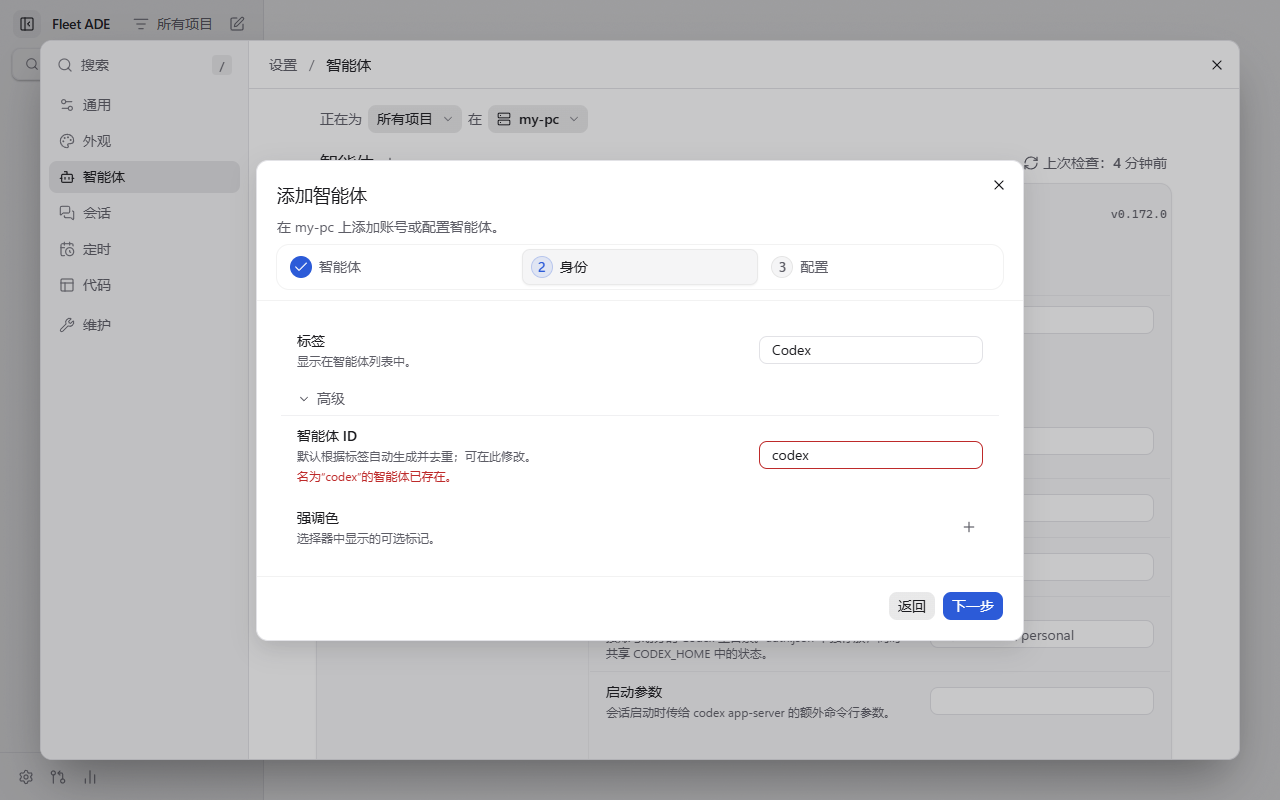 Fleet ADE
所有项目
搜索
/
设置 / 智能体
通用
外观
智能体
会话
定时
代码
维护
正在为 所有项目 在 my-pc
上次检查：4 分钟前
v0.172.0
添加智能体
在 my-pc 上添加账号或配置智能体。
智能体
2 身份
3 配置
标签
显示在智能体列表中。
Codex
高级
智能体 ID
默认根据标签自动生成并去重；可在此修改。
名为“codex”的智能体已存在。
codex
强调色
选择器中显示的可选标记。
返回
下一步
personal
共享 CODEX_HOME 中的状态。
启动参数
会话启动时传给 codex app-server 的额外命令行参数。